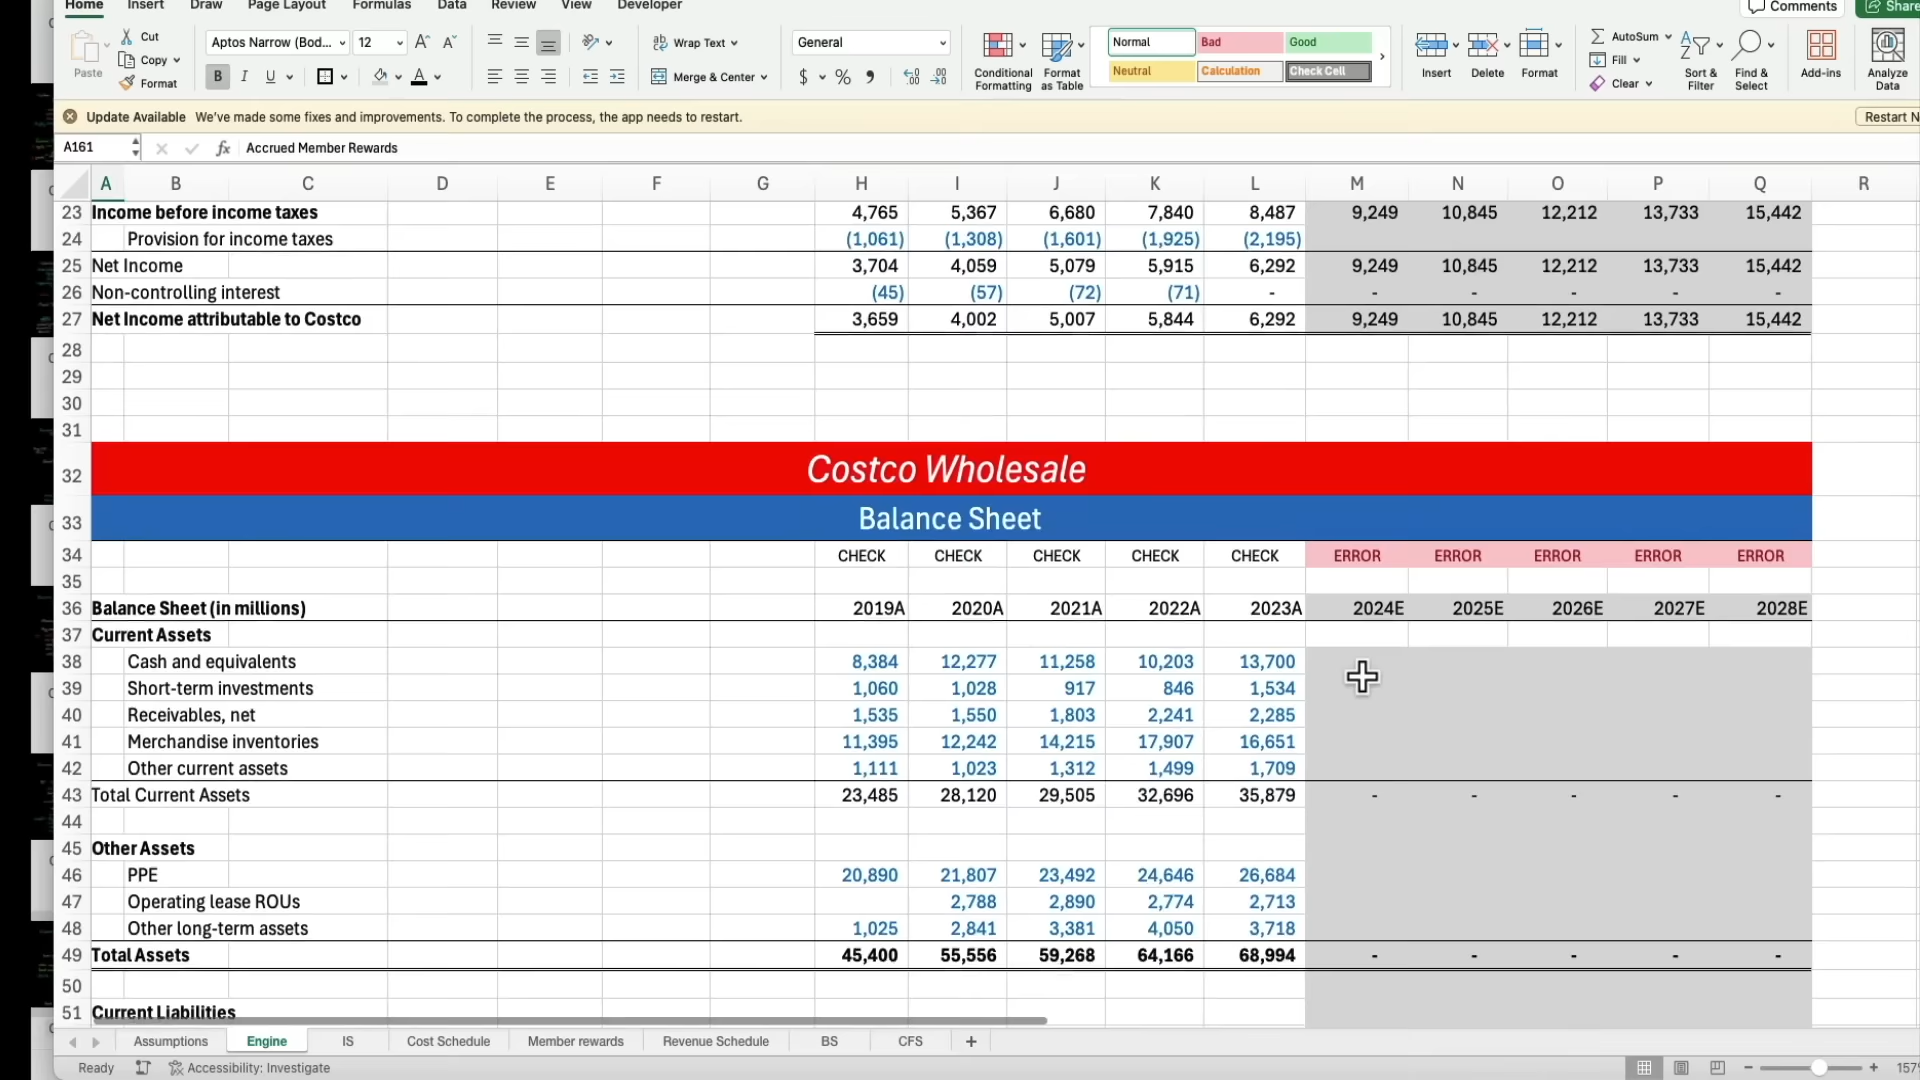 Home Insert Draw Page Layout Formulas Data Review View Developer Comments Share
Cut
Copy
Format
Paste
Aptos Narrow (Bod... 12 A A
B I U A
ab Wrap Text
Merge & Center
General
$ % ,
Conditional Formatting
Format as Table
Normal Bad Good
Neutral Calculation Check Cell
Insert Delete Format
AutoSum
Fill
Clear
Sort & Filter
Find & Select
Add-ins
Analyze Data
Update Available We've made some fixes and improvements. To complete the process, the app needs to restart. Restart N
A161 fx Accrued Member Rewards
A B C D E F G H I J K L M N O P Q R
23 Income before income taxes 4,765 5,367 6,680 7,840 8,487 9,249 10,845 12,212 13,733 15,442
24 Provision for income taxes (1,061) (1,308) (1,601) (1,925) (2,195)
25 Net Income 3,704 4,059 5,079 5,915 6,292 9,249 10,845 12,212 13,733 15,442
26 Non-controlling interest (45) (57) (72) (71) - - - - - -
27 Net Income attributable to Costco 3,659 4,002 5,007 5,844 6,292 9,249 10,845 12,212 13,733 15,442
28
29
30
31
32 Costco Wholesale
33 Balance Sheet
34 CHECK CHECK CHECK CHECK CHECK ERROR ERROR ERROR ERROR ERROR
35
36 Balance Sheet (in millions) 2019A 2020A 2021A 2022A 2023A 2024E 2025E 2026E 2027E 2028E
37 Current Assets
38 Cash and equivalents 8,384 12,277 11,258 10,203 13,700
39 Short-term investments 1,060 1,028 917 846 1,534
40 Receivables, net 1,535 1,550 1,803 2,241 2,285
41 Merchandise inventories 11,395 12,242 14,215 17,907 16,651
42 Other current assets 1,111 1,023 1,312 1,499 1,709
43 Total Current Assets 23,485 28,120 29,505 32,696 35,879 - - - - -
44
45 Other Assets
46 PPE 20,890 21,807 23,492 24,646 26,684
47 Operating lease ROUs 2,788 2,890 2,774 2,713
48 Other long-term assets 1,025 2,841 3,381 4,050 3,718
49 Total Assets 45,400 55,556 59,268 64,166 68,994 - - - - -
50
51 Current Liabilities
Assumptions Engine IS Cost Schedule Member rewards Revenue Schedule BS CFS +
Ready Accessibility: Investigate - + 157